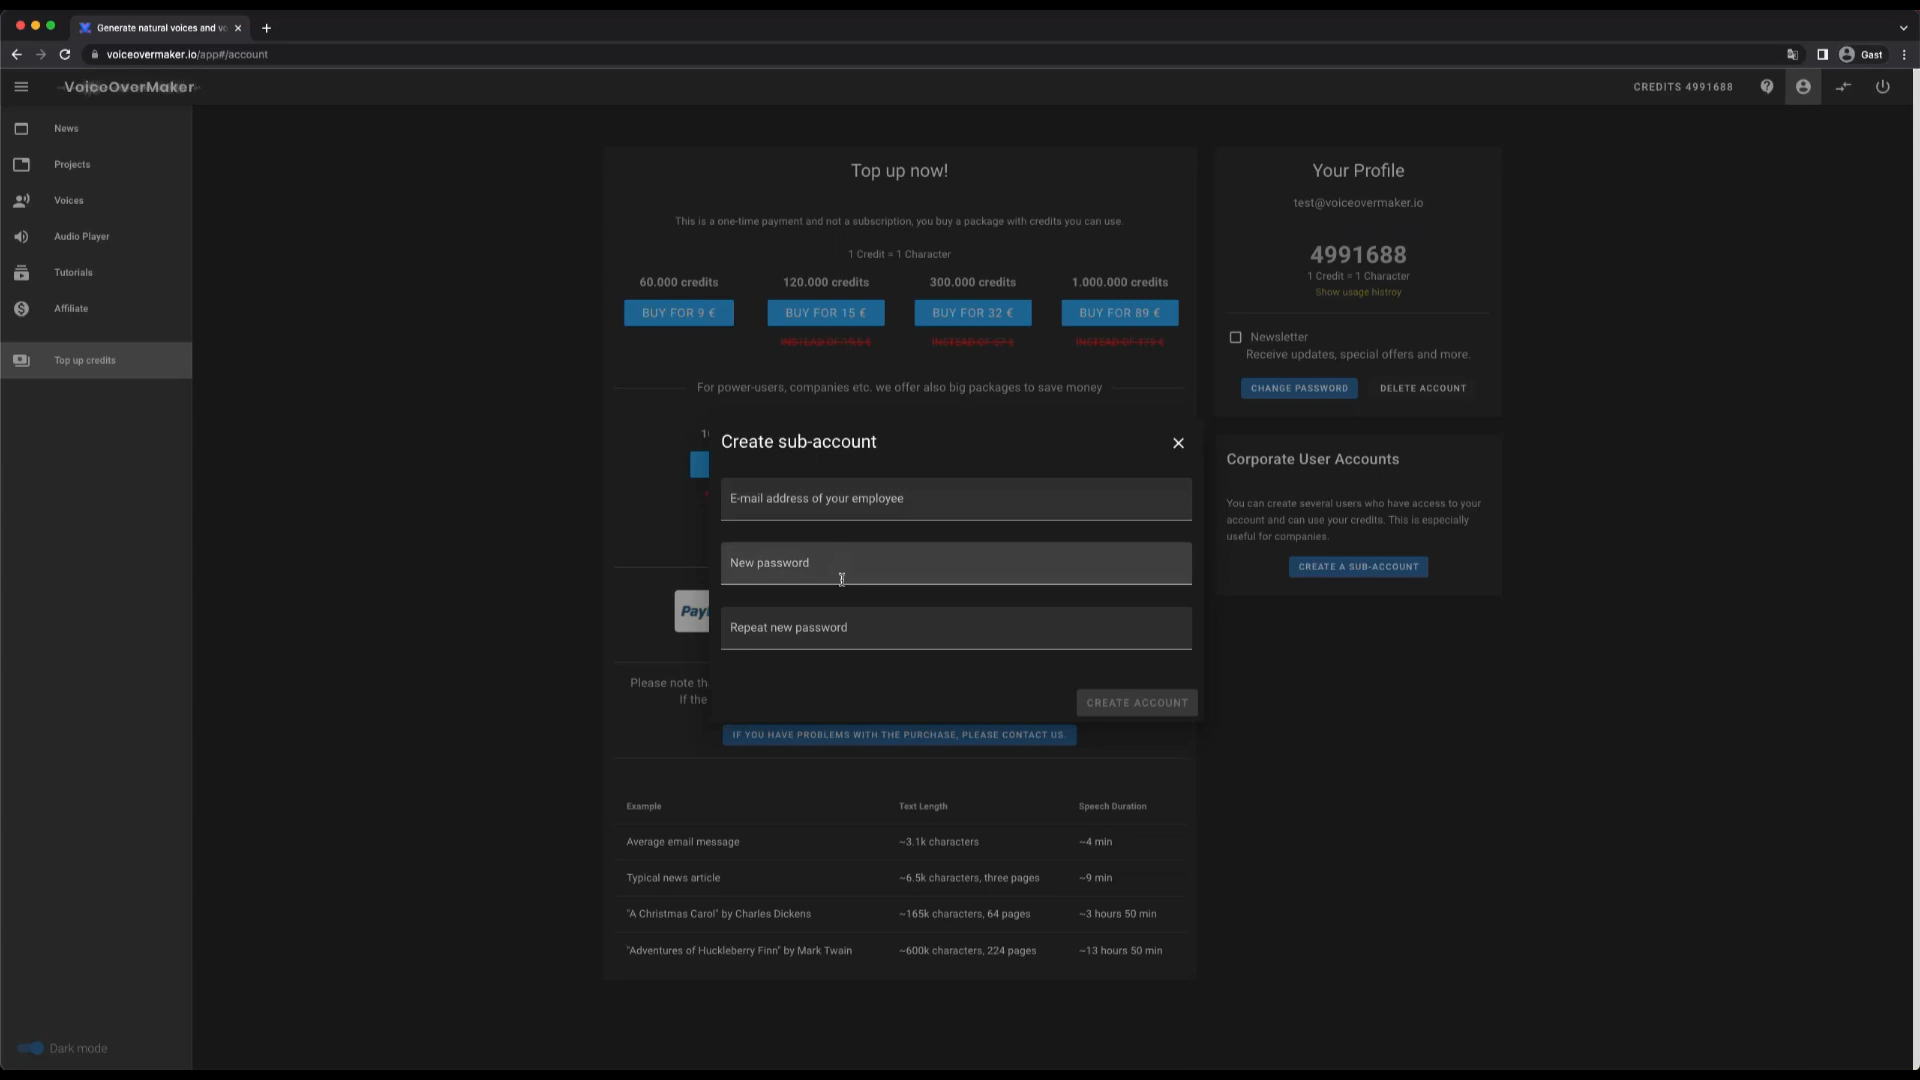 Generate natural voices and vo
voiceovermaker.io/app#/account
Gast
VoiceOverMaker
CREDITS 4991688
News
Projects
Voices
Audio Player
Tutorials
Affiliate
Top up credits
Dark mode
Top up now!
This is a one-time payment and not a subscription, you buy a package with credits you can use.
1 Credit = 1 Character
60.000 credits
120.000 credits
300.000 credits
1.000.000 credits
BUY FOR 9 €
BUY FOR 15 €
BUY FOR 32 €
BUY FOR 89 €
INSTEAD OF
INSTEAD OF
INSTEAD OF
For power-users, companies etc. we offer also big packages to save money
Create sub-account
E-mail address of your employee
New password
Repeat new password
CREATE ACCOUNT
Pay
Please note th
If the
IF YOU HAVE PROBLEMS WITH THE PURCHASE, PLEASE CONTACT US.
Example Text Length Speech Duration
Average email message ~3.1k characters ~4 min
Typical news article ~6.5k characters, three pages ~9 min
"A Christmas Carol" by Charles Dickens ~165k characters, 64 pages ~3 hours 50 min
"Adventures of Huckleberry Finn" by Mark Twain ~600k characters, 224 pages ~13 hours 50 min
Your Profile
test@voiceovermaker.io
4991688
1 Credit = 1 Character
Show usage histroy
Newsletter
Receive updates, special offers and more.
CHANGE PASSWORD
DELETE ACCOUNT
Corporate User Accounts
You can create several users who have access to your
account and can use your credits. This is especially
useful for companies.
CREATE A SUB-ACCOUNT